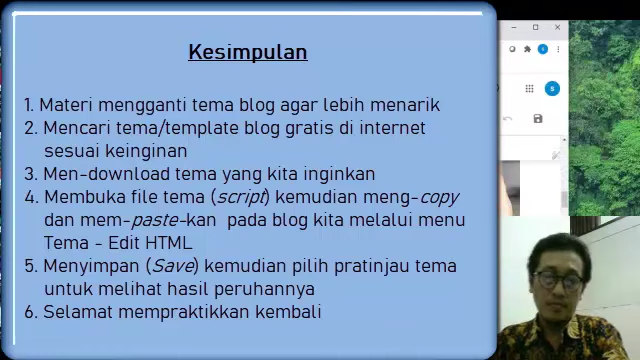 Kesimpulan
1. Materi mengganti tema blog agar lebih menarik
2. Mencari tema/template blog gratis di internet
sesuai keinginan
3. Men-download tema yang kita inginkan
4. Membuka file tema (script) kemudian meng-copy
dan mem-paste-kan pada blog kita melalui menu
Tema - Edit HTML
5. Menyimpan (Save) kemudian pilih pratinjau tema
untuk melihat hasil peruhannya
6. Selamat mempraktikkan kembali